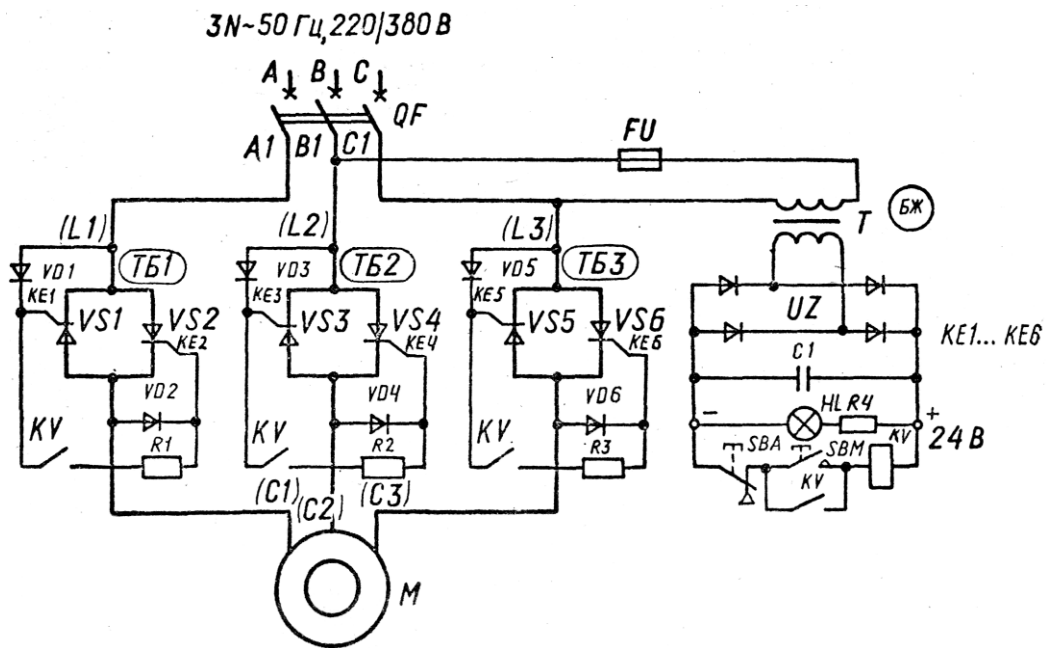 3N~50 Гц, 220/380 В
A B C
QF
A1 B1 C1
FU
T
БЖ
(L1) (L2) (L3)
VD1 ТБ1 VD3 ТБ2 VD5 ТБ3
KE1 KE3 KE5
VS1 VS2 VS3 VS4 VS5 VS6
KE2 KE4 KE6
UZ
KE1... KE6
C1
VD2 VD4 VD6
KV KV KV
R1 R2 R3
- HL R4 +
24 В
SBA SBM KV
KV
(C1) (C2) (C3)
M